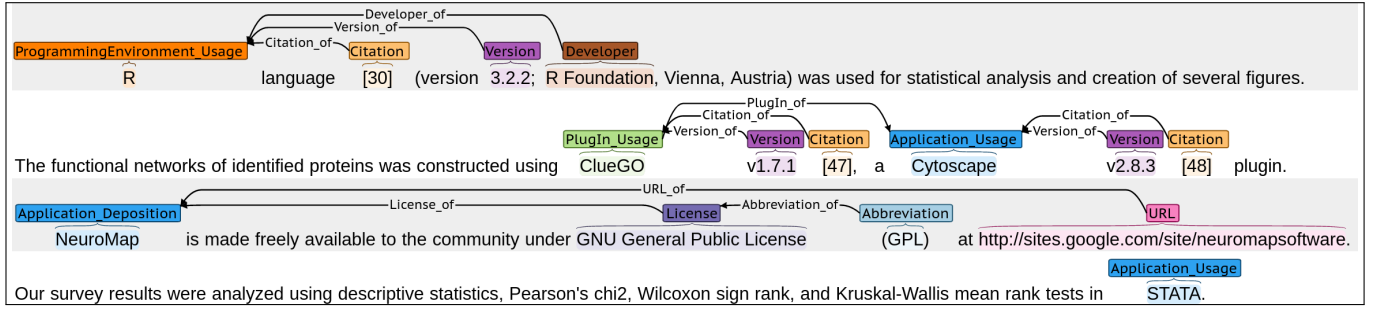 Developer_of
Version_of
Citation_of
ProgrammingEnvironment_Usage Citation Version Developer
R language [30] (version 3.2.2; R Foundation, Vienna, Austria) was used for statistical analysis and creation of several figures.
PlugIn_of
Citation_of Citation_of
Version_of Version_of
PlugIn_Usage Version Citation Application_Usage Version Citation
The functional networks of identified proteins was constructed using ClueGO v1.7.1 [47], a Cytoscape v2.8.3 [48] plugin.
URL_of
License_of Abbreviation_of
Application_Deposition License Abbreviation URL
NeuroMap is made freely available to the community under GNU General Public License (GPL) at http://sites.google.com/site/neuromapsoftware.
Application_Usage
Our survey results were analyzed using descriptive statistics, Pearson's chi2, Wilcoxon sign rank, and Kruskal-Wallis mean rank tests in STATA.